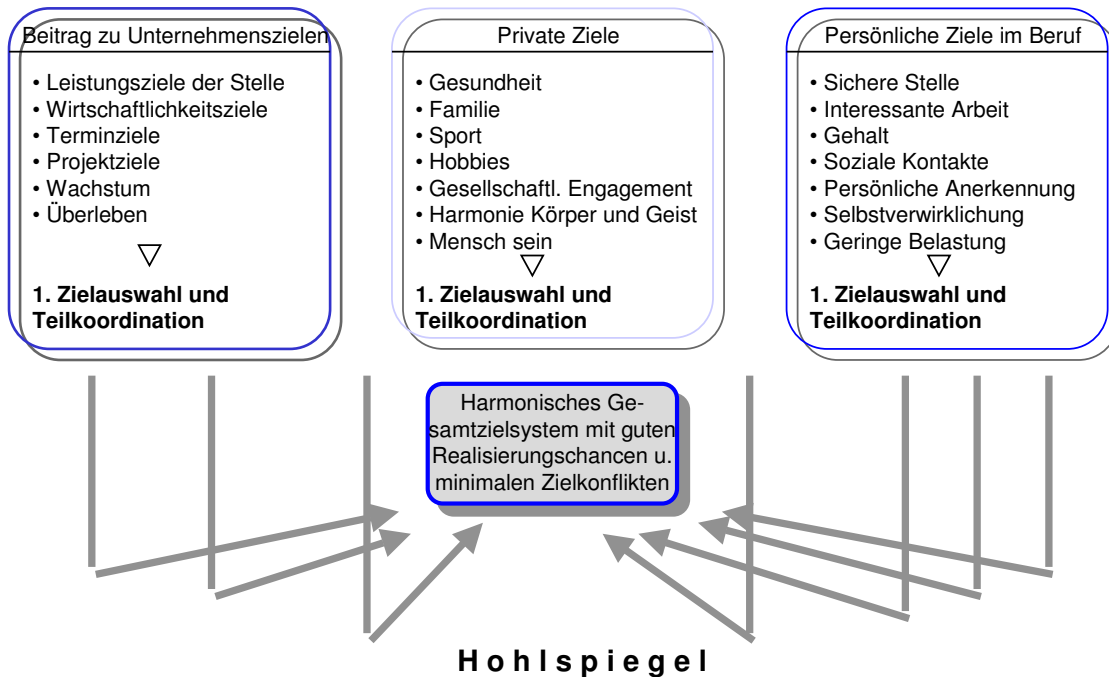 Beitrag zu Unternehmenszielen
• Leistungsziele der Stelle
• Wirtschaftlichkeitsziele
• Terminziele
• Projektziele
• Wachstum
• Überleben
1. Zielauswahl und
Teilkoordination
Private Ziele
• Gesundheit
• Familie
• Sport
• Hobbies
• Gesellschaftl. Engagement
• Harmonie Körper und Geist
• Mensch sein
1. Zielauswahl und
Teilkoordination
Persönliche Ziele im Beruf
• Sichere Stelle
• Interessante Arbeit
• Gehalt
• Soziale Kontakte
• Persönliche Anerkennung
• Selbstverwirklichung
• Geringe Belastung
1. Zielauswahl und
Teilkoordination
Harmonisches Ge-
samtzielsystem mit guten
Realisierungschancen u.
minimalen Zielkonflikten
Hohlspiegel